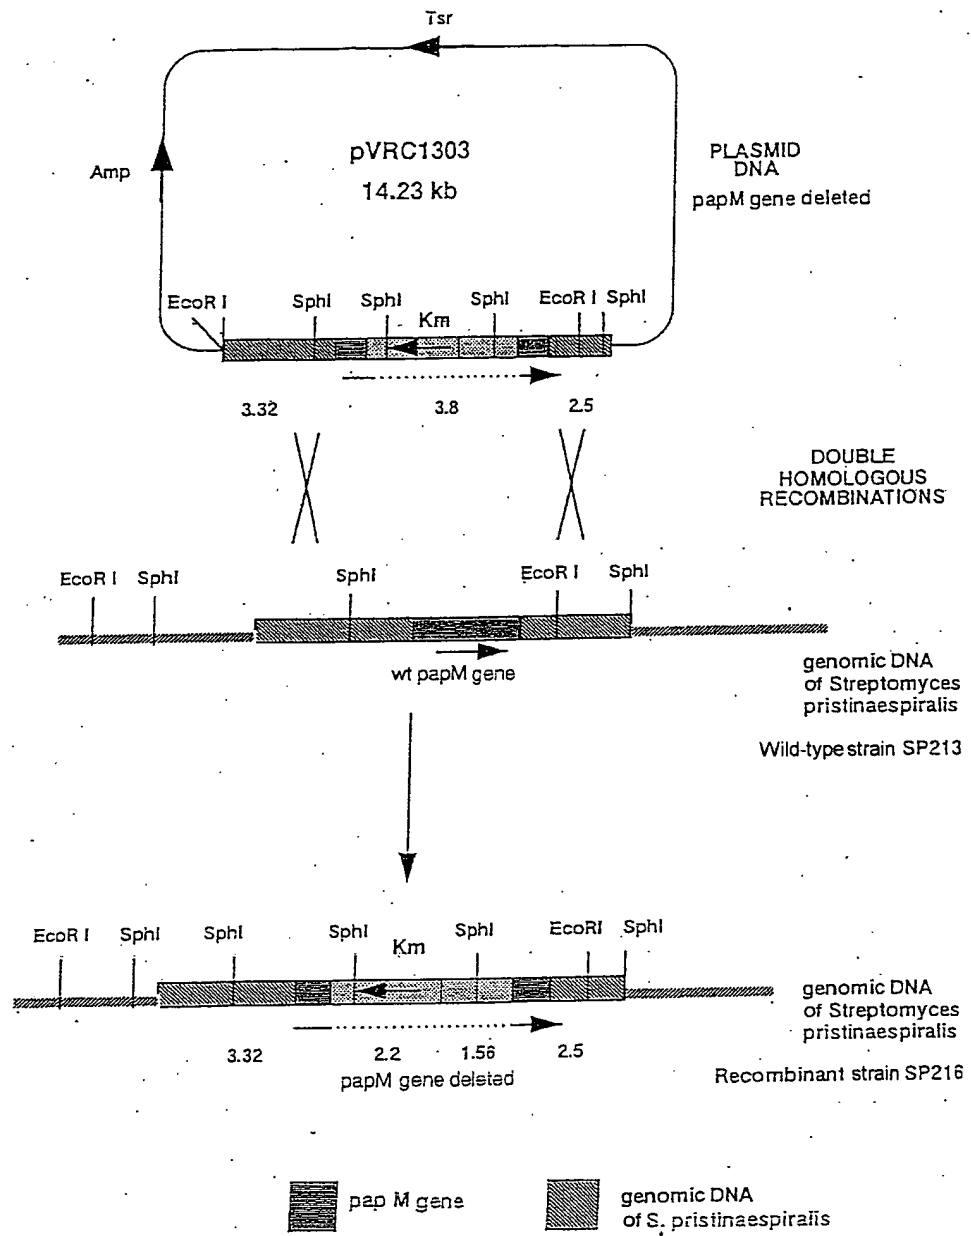 Tsr
pVRC1303
14.23 kb
Amp
PLASMID
DNA
papM gene deleted
EcoR I SphI SphI SphI EcoR I SphI
Km
3.32 3.8 2.5
DOUBLE
HOMOLOGOUS
RECOMBINATIONS
EcoR I SphI SphI EcoR I SphI
wt papM gene
genomic DNA
of Streptomyces
pristinaespiralis
Wild-type strain SP213
EcoR I SphI SphI SphI SphI EcoRI SphI
Km
genomic DNA
of Streptomyces
pristinaespiralis
3.32 2.2 1.56 2.5
papM gene deleted
Recombinant strain SP216
pap M gene
genomic DNA
of S. pristinaespiralis